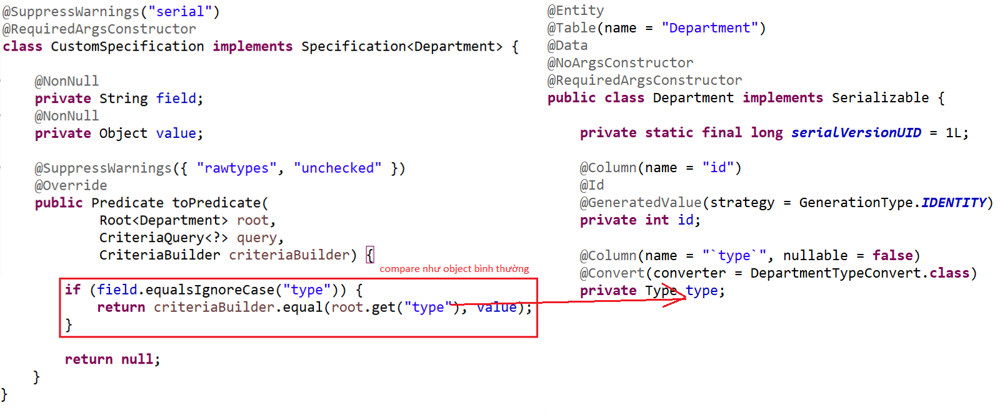 @SuppressWarnings("serial")
@RequiredArgsConstructor
class CustomSpecification implements Specification<Department> {
@NonNull
private String field;
@NonNull
private Object value;
@SuppressWarnings({ "rawtypes", "unchecked" })
@Override
public Predicate toPredicate(
Root<Department> root,
CriteriaQuery<?> query,
CriteriaBuilder criteriaBuilder) {
compare như object bình thường
if (field.equalsIgnoreCase("type")) {
return criteriaBuilder.equal(root.get("type"), value);
}
return null;
}
}
@Entity
@Table(name = "Department")
@Data
@NoArgsConstructor
@RequiredArgsConstructor
public class Department implements Serializable {
private static final long serialVersionUID = 1L;
@Column(name = "id")
@Id
@GeneratedValue(strategy = GenerationType.IDENTITY)
private int id;
@Column(name = "`type`", nullable = false)
@Convert(converter = DepartmentTypeConvert.class)
private Type type;